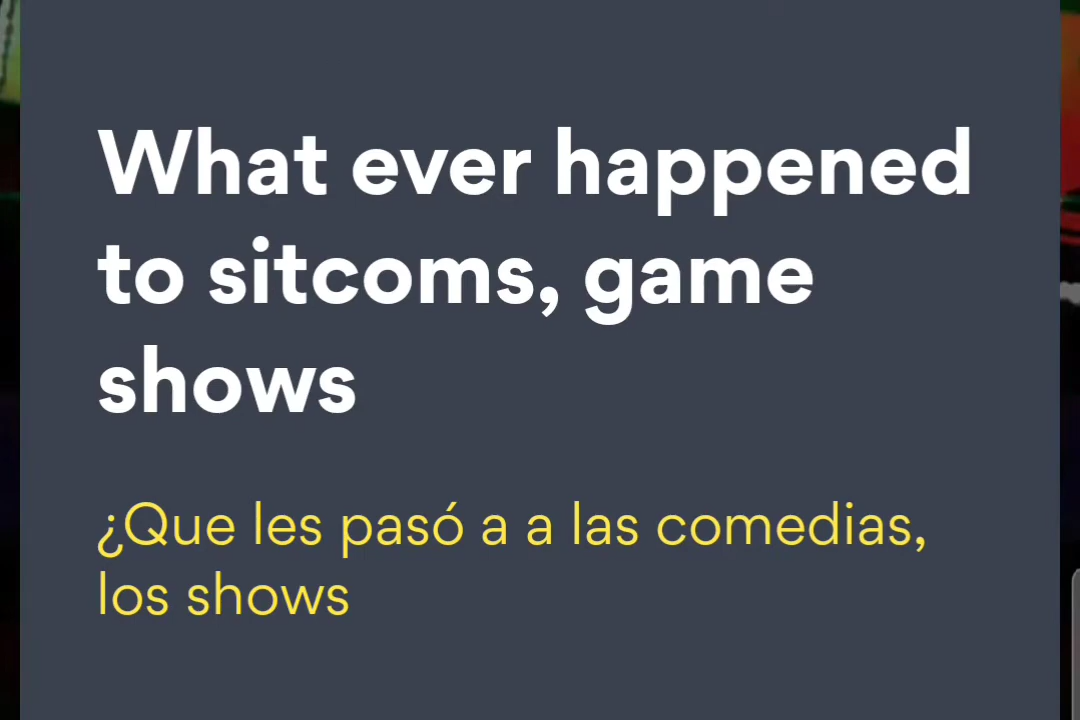 What ever happened
to sitcoms, game
shows
¿Que les pasó a a las comedias,
los shows